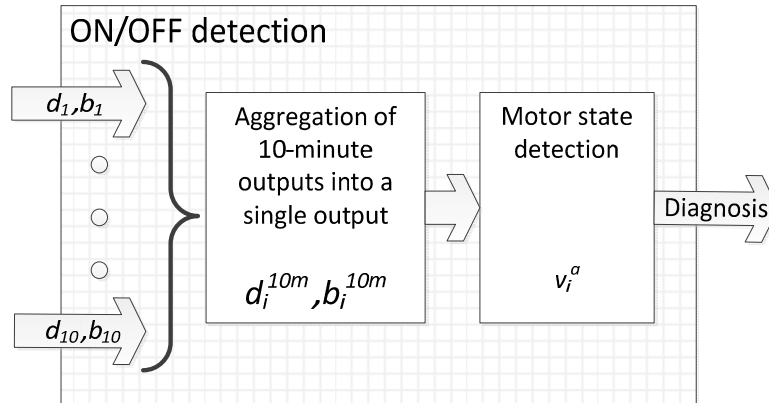 ON/OFF detection
d1,b1
d10,b10
Aggregation of
10-minute
outputs into a
single output
di10m,bi10m
Motor state
detection
via
Diagnosis